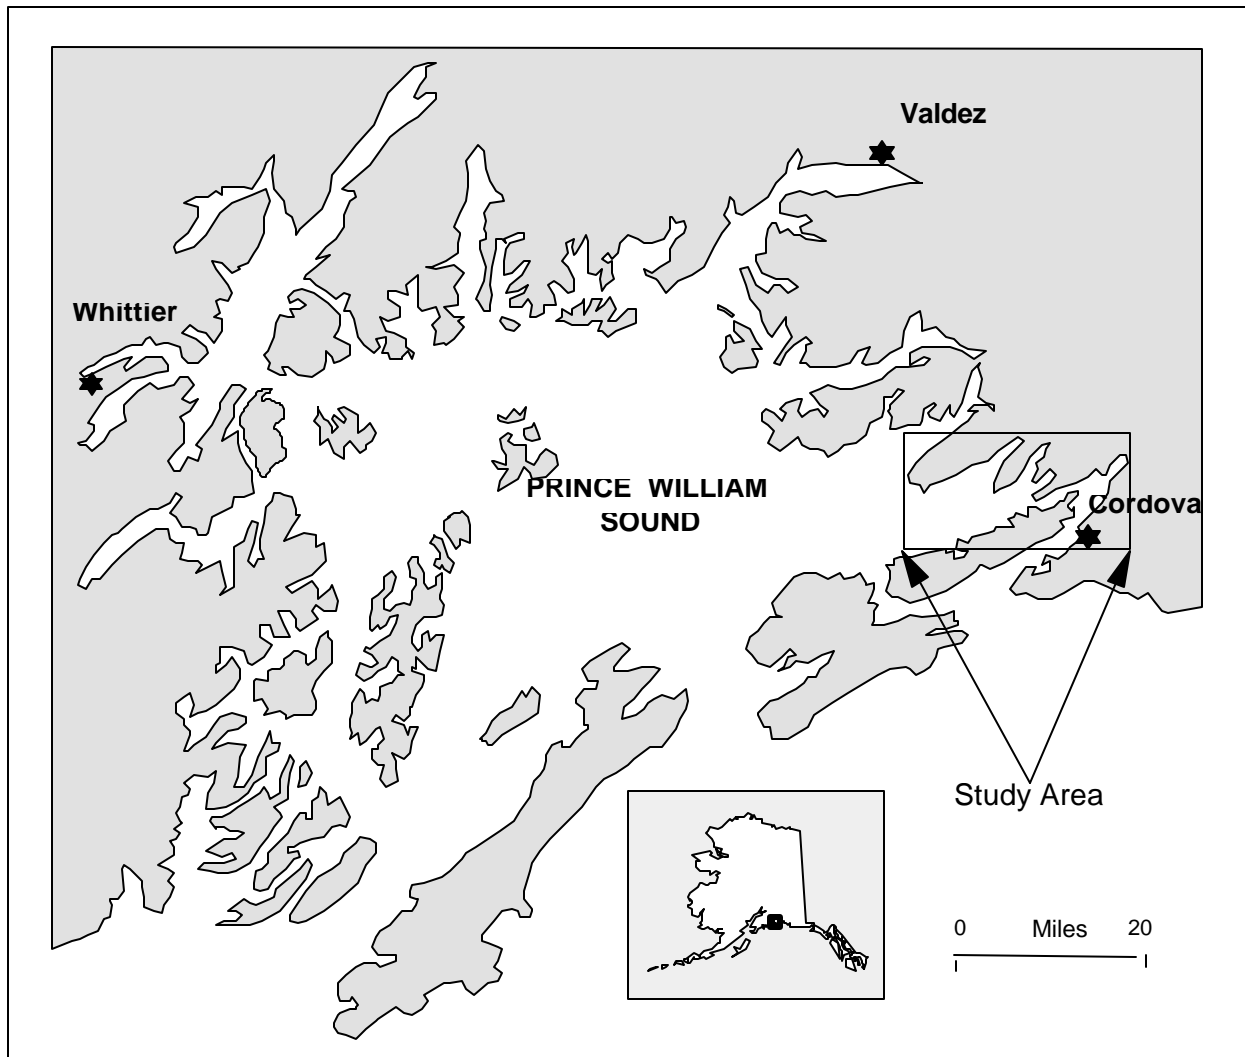 Valdez
Whittier
PRINCE WILLIAM
SOUND
Cordova
Study Area
0 Miles 20